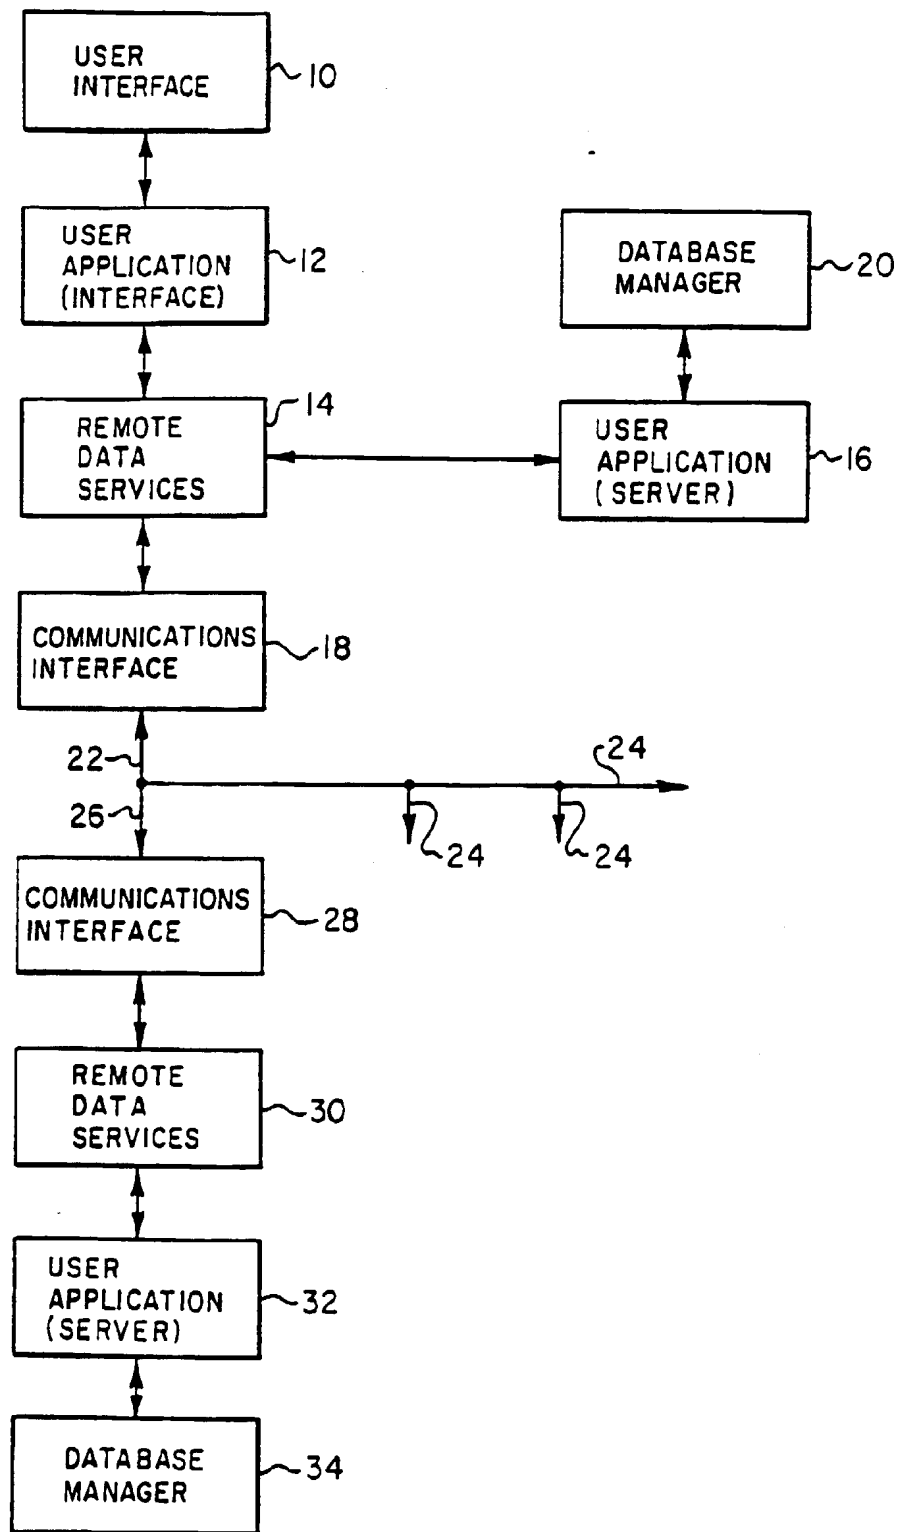 USER
INTERFACE
10
USER
APPLICATION
(INTERFACE)
12
DATABASE
MANAGER
20
REMOTE
DATA
SERVICES
14
USER
APPLICATION
(SERVER)
16
COMMUNICATIONS
INTERFACE
18
22
24
26
24
24
COMMUNICATIONS
INTERFACE
28
REMOTE
DATA
SERVICES
30
USER
APPLICATION
(SERVER)
32
DATABASE
MANAGER
34